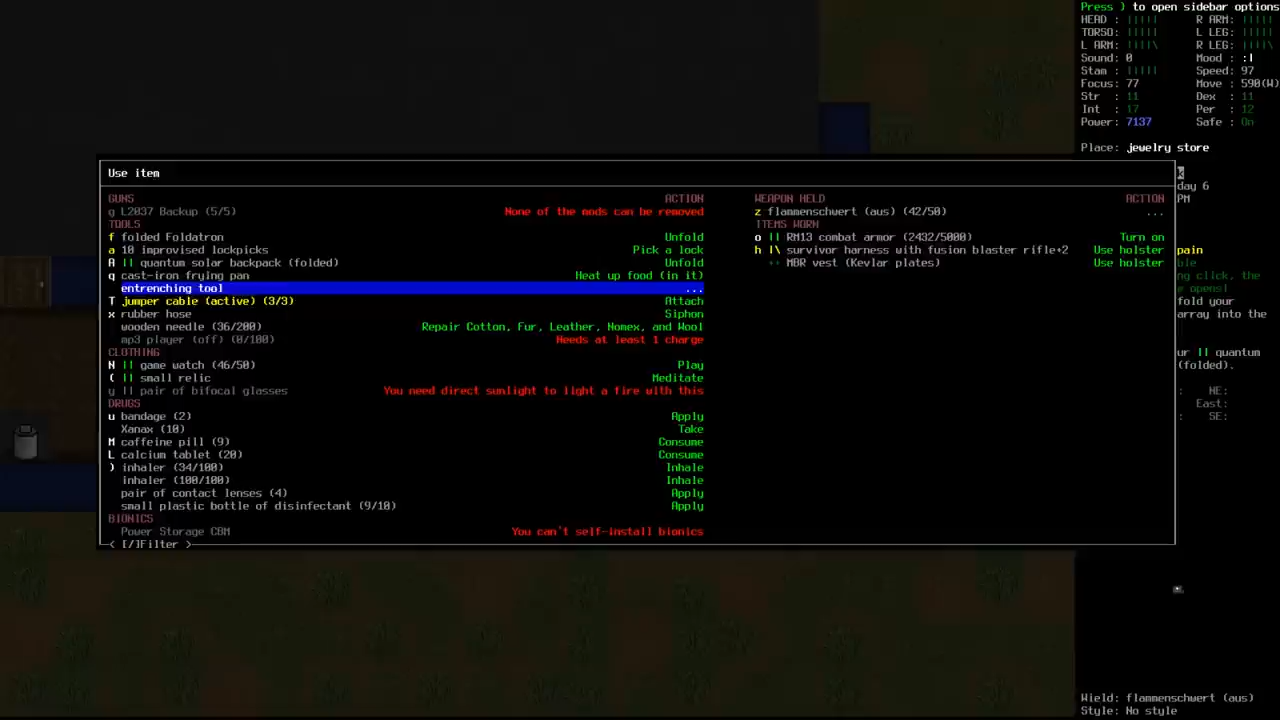 Press } to open sidebar options
HEAD : ||||| R ARM: |||||
TORSO: ||||| L LEG: |||||
L ARM: ||||\ R LEG: ||||\
Sound: 0 Mood : :|
Stam : ||||| Speed: 97
Focus: 77 Move : 590(W)
Str : 11 Dex : 11
Int : 17 Per : 12
Power: 7137 Safe : On
Place: jewelry store
k
day 6
PM
Use item
GUNS ACTION WEAPON HELD ACTION
g L2037 Backup (5/5) None of the mods can be removed z flammenschwert (aus) (42/50) ...
TOOLS ITEMS WORN
f folded Foldatron Unfold o || RM13 combat armor (2432/5000) Turn on
a 10 improvised lockpicks Pick a lock h |\ survivor harness with fusion blaster rifle+2 Use holster
A || quantum solar backpack (folded) Unfold ++ MBR vest (Kevlar plates) Use holster
q cast-iron frying pan Heat up food (in it)
entrenching tool ...
T jumper cable (active) (3/3) Attach
x rubber hose Siphon
wooden needle (36/200) Repair Cotton, Fur, Leather, Nomex, and Wool
mp3 player (off) (0/100) Needs at least 1 charge
CLOTHING
N || game watch (46/50) Play
( || small relic Meditate
y || pair of bifocal glasses You need direct sunlight to light a fire with this
DRUGS
u bandage (2) Apply
Xanax (10) Take
M caffeine pill (9) Consume
L calcium tablet (20) Consume
) inhaler (34/100) Inhale
inhaler (100/100) Inhale
pair of contact lenses (4) Apply
small plastic bottle of disinfectant (9/10) Apply
BIONICS
Power Storage CBM You can't self-install bionics
< [/]Filter >
pain
ble
ng click, the
e opens!
fold your
array into the
ur || quantum
(folded).
: NE:
East:
: SE:
Wield: flammenschwert (aus)
Style: No style